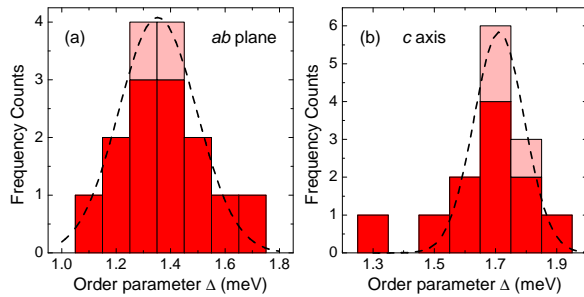 (a)
ab plane
Frequency Counts
4
3
2
1
0
1.0
1.2
1.4
1.6
1.8
Order parameter Δ (meV)
(b)
c axis
Frequency Counts
6
5
4
3
2
1
0
1.3
1.5
1.7
1.9
Order parameter Δ (meV)